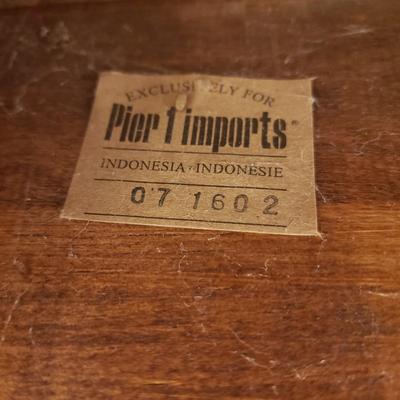 EXCLUSIVELY FOR
Pier 1 imports®
INDONESIA · INDONESIE
07 1602